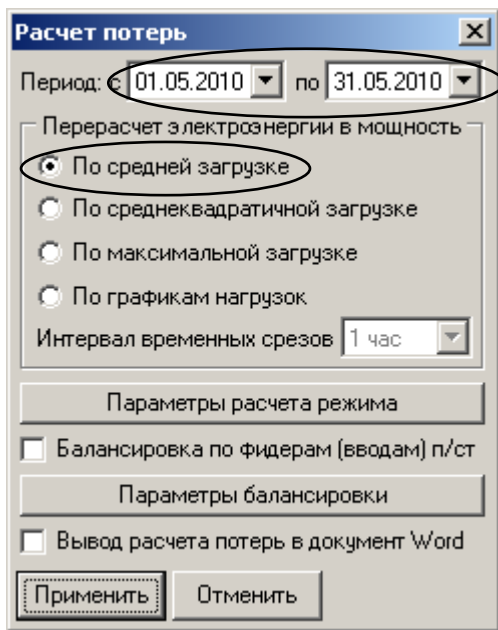 Расчет потерь
Период: с 01.05.2010 по 31.05.2010
Перерасчет электроэнергии в мощность
По средней загрузке
По среднеквадратичной загрузке
По максимальной загрузке
По графикам нагрузок
Интервал временных срезов 1 час
Параметры расчета режима
Балансировка по фидерам (вводам) п/ст
Параметры балансировки
Вывод расчета потерь в документ Word
Применить Отменить